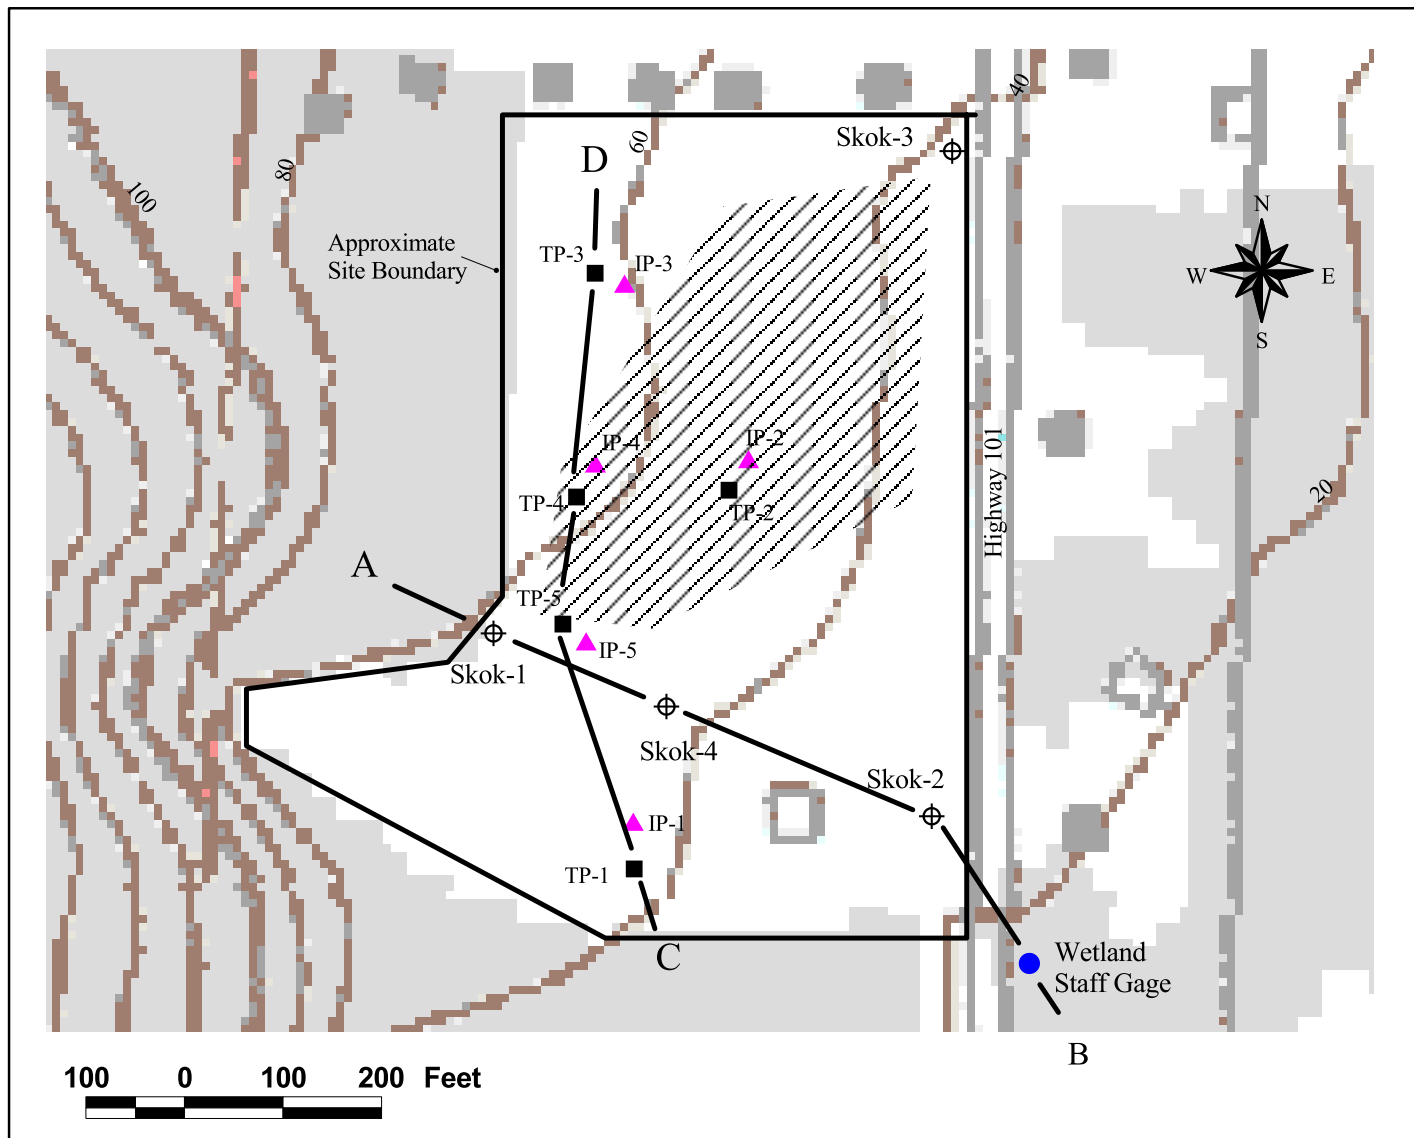 40
Skok-3
60
D
80
100
N
Approximate
Site Boundary
TP-3
IP-3
W
E
S
IP-4
IP-2
Highway 101
TP-4
TP-2
20
A
TP-5
IP-5
Skok-1
Skok-4
Skok-2
IP-1
TP-1
C
Wetland
Staff Gage
B
100 0 100 200 Feet